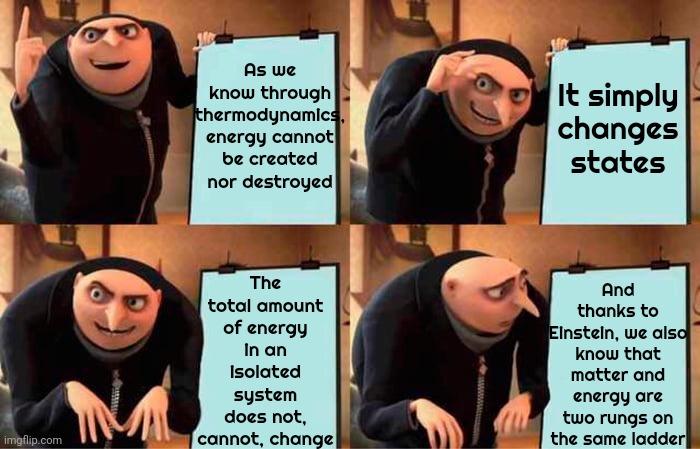 As we
know through
thermodynamics,
energy cannot
be created
nor destroyed
It simply
changes
states
The
total amount
of energy
in an
isolated
system
does not,
cannot, change
And
thanks to
Einstein, we also
know that
matter and
energy are
two rungs on
the same ladder
imgflip.com